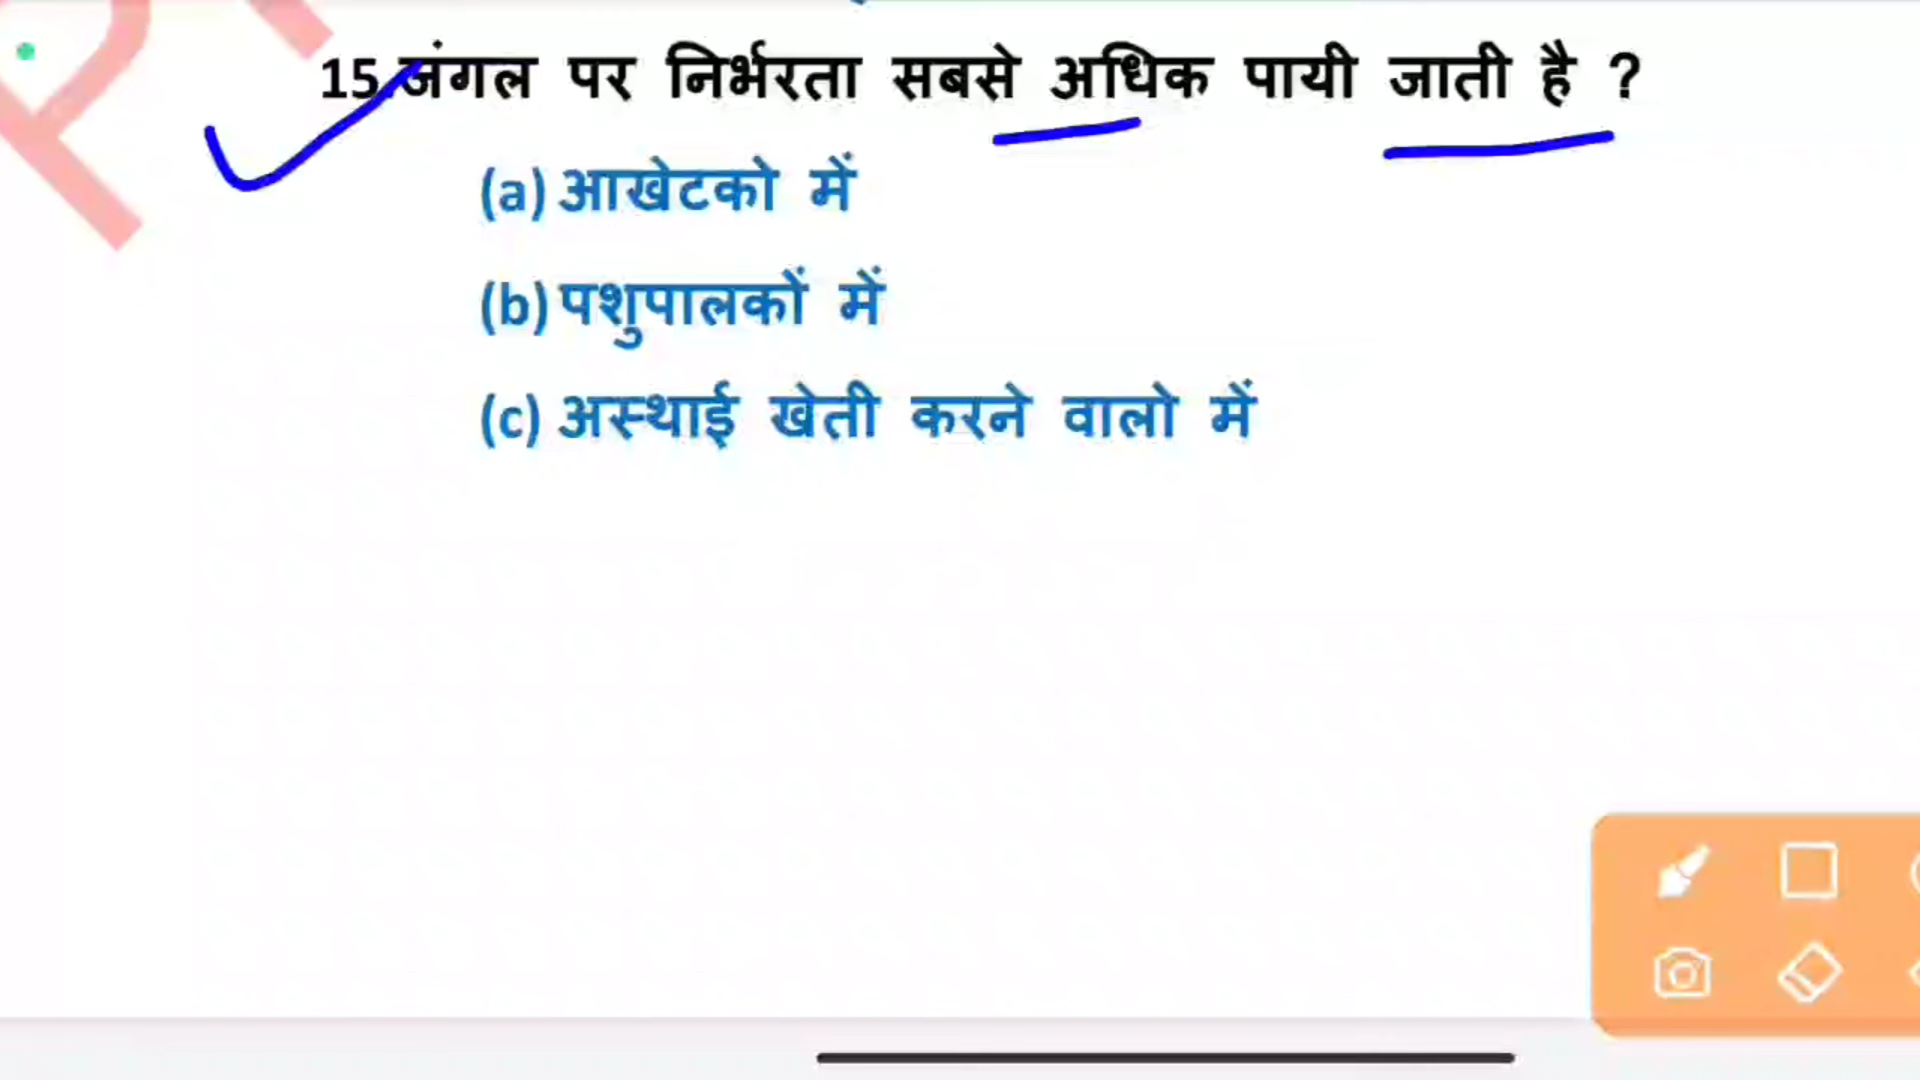 15.जंगल पर निर्भरता सबसे अधिक पायी जाती है ?
(a) आखेटको में
(b) पशुपालकों में
(c) अस्थाई खेती करने वालो में